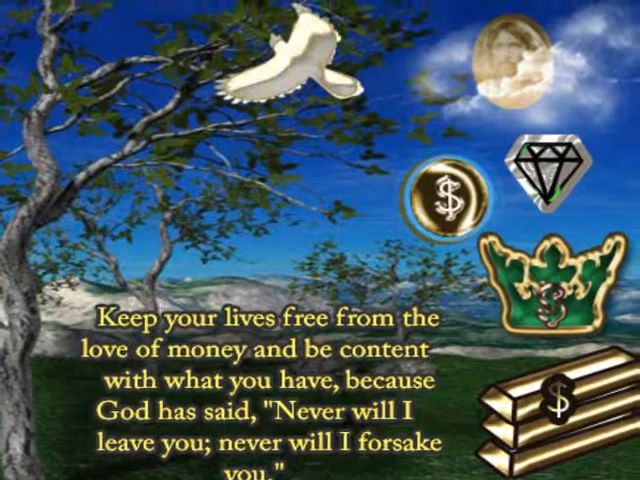 $
$
$
Keep your lives free from the
love of money and be content
with what you have, because
God has said, "Never will I
leave you; never will I forsake
you."